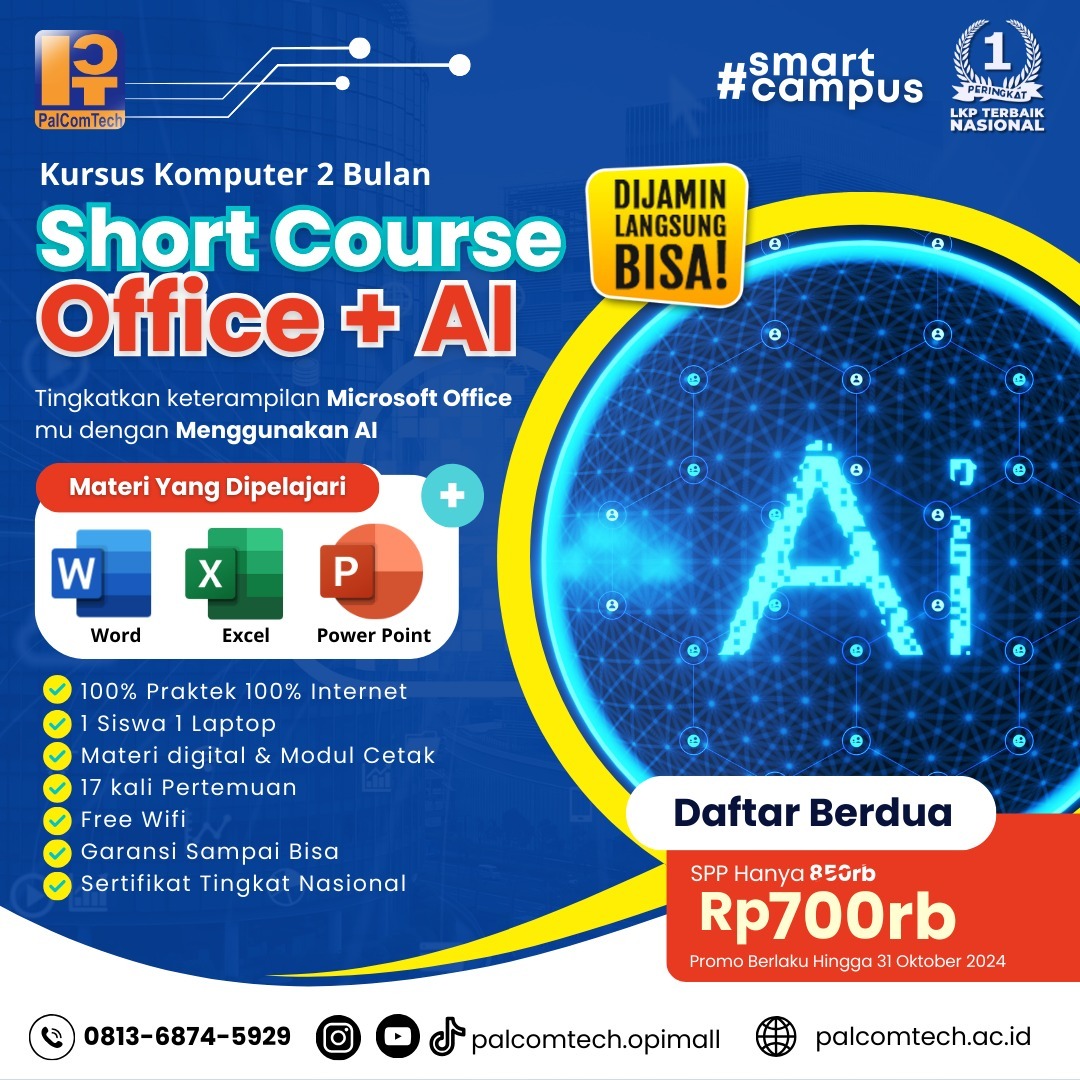 PalComTech
#smart
campus
1
PERINGKAT
LKP TERBAIK
NASIONAL
Kursus Komputer 2 Bulan
Short Course
Office + AI
DIJAMIN
LANGSUNG
BISA!
Tingkatkan keterampilan Microsoft Office
mu dengan Menggunakan AI
Materi Yang Dipelajari
+
W
X
P
Word
Excel
Power Point
Ai
100% Praktek 100% Internet
1 Siswa 1 Laptop
Materi digital & Modul Cetak
17 kali Pertemuan
Free Wifi
Garansi Sampai Bisa
Sertifikat Tingkat Nasional
Daftar Berdua
SPP Hanya 850rb
Rp700rb
Promo Berlaku Hingga 31 Oktober 2024
0813-6874-5929
palcomtech.opimall
palcomtech.ac.id